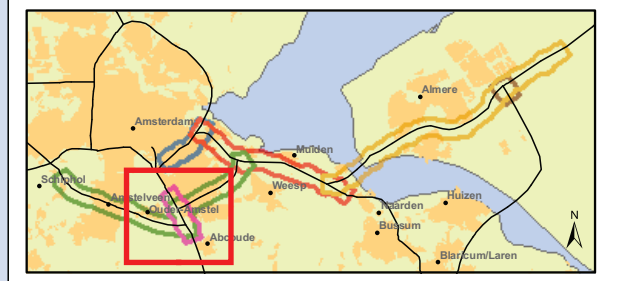 Almere
Amsterdam
Muiden
Schiphol
Weesp
Amstelveen
Huizen
Naarden
Ouder-Amstel
N
Bussum
Abcoude
Blaricum/Laren